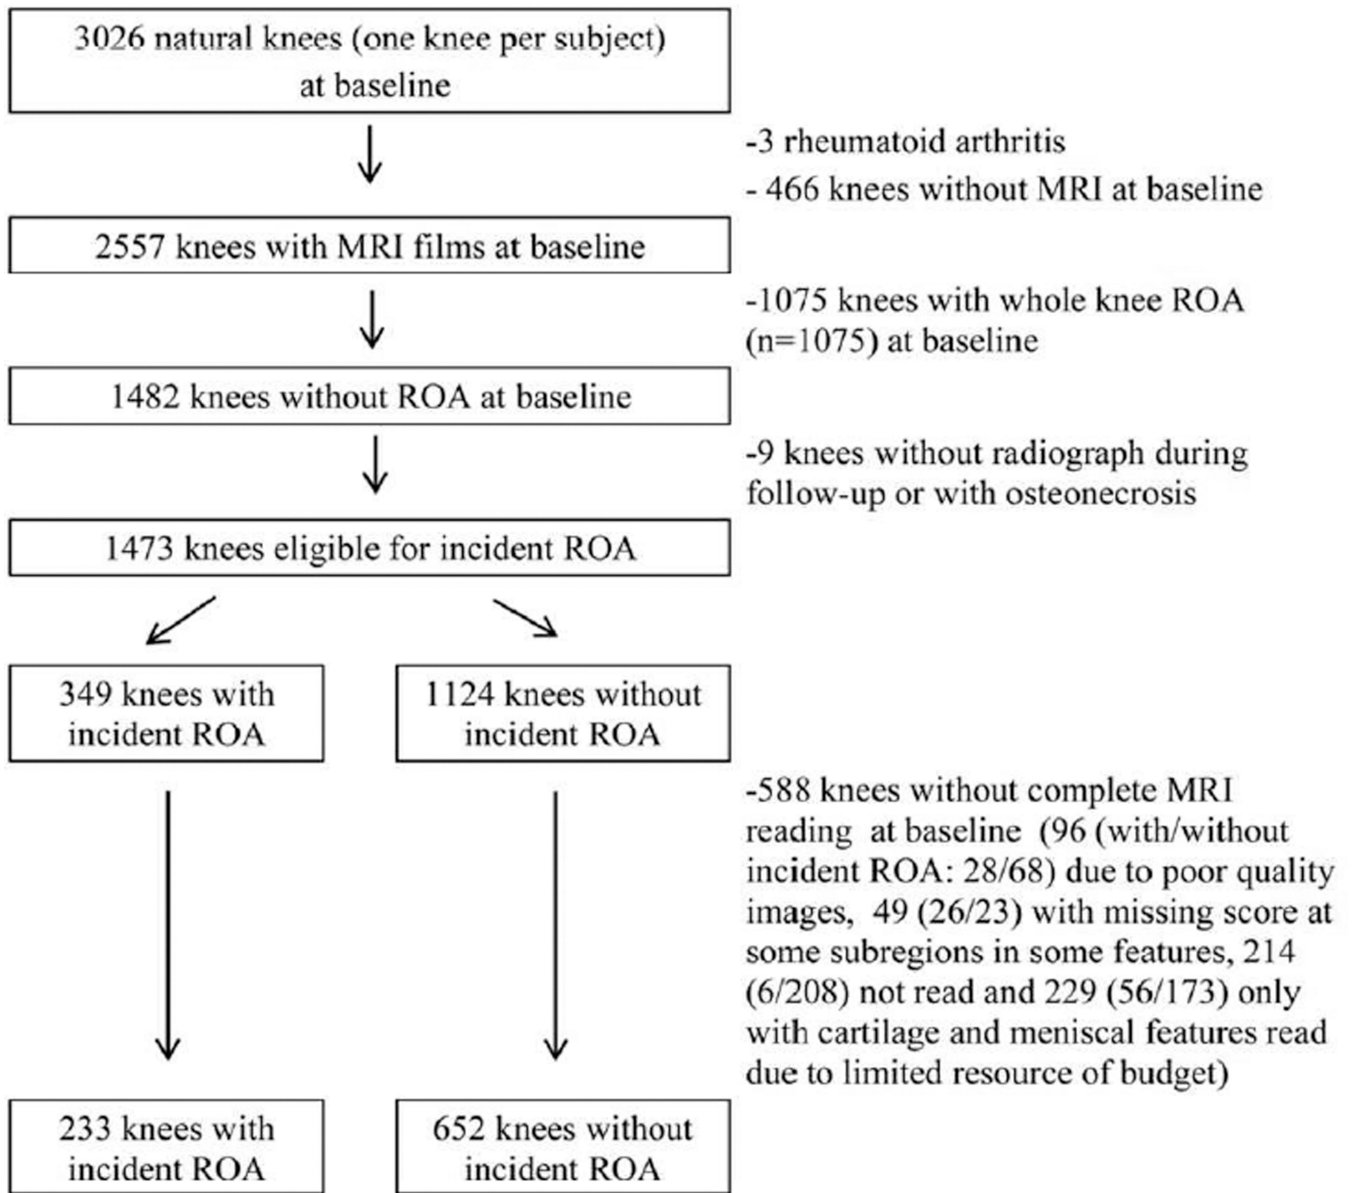 3026 natural knees (one knee per subject)
at baseline
-3 rheumatoid arthritis
- 466 knees without MRI at baseline
2557 knees with MRI films at baseline
-1075 knees with whole knee ROA
(n=1075) at baseline
1482 knees without ROA at baseline
-9 knees without radiograph during
follow-up or with osteonecrosis
1473 knees eligible for incident ROA
349 knees with
incident ROA
1124 knees without
incident ROA
-588 knees without complete MRI
reading at baseline (96 (with/without
incident ROA: 28/68) due to poor quality
images, 49 (26/23) with missing score at
some subregions in some features, 214
(6/208) not read and 229 (56/173) only
with cartilage and meniscal features read
due to limited resource of budget)
233 knees with
incident ROA
652 knees without
incident ROA